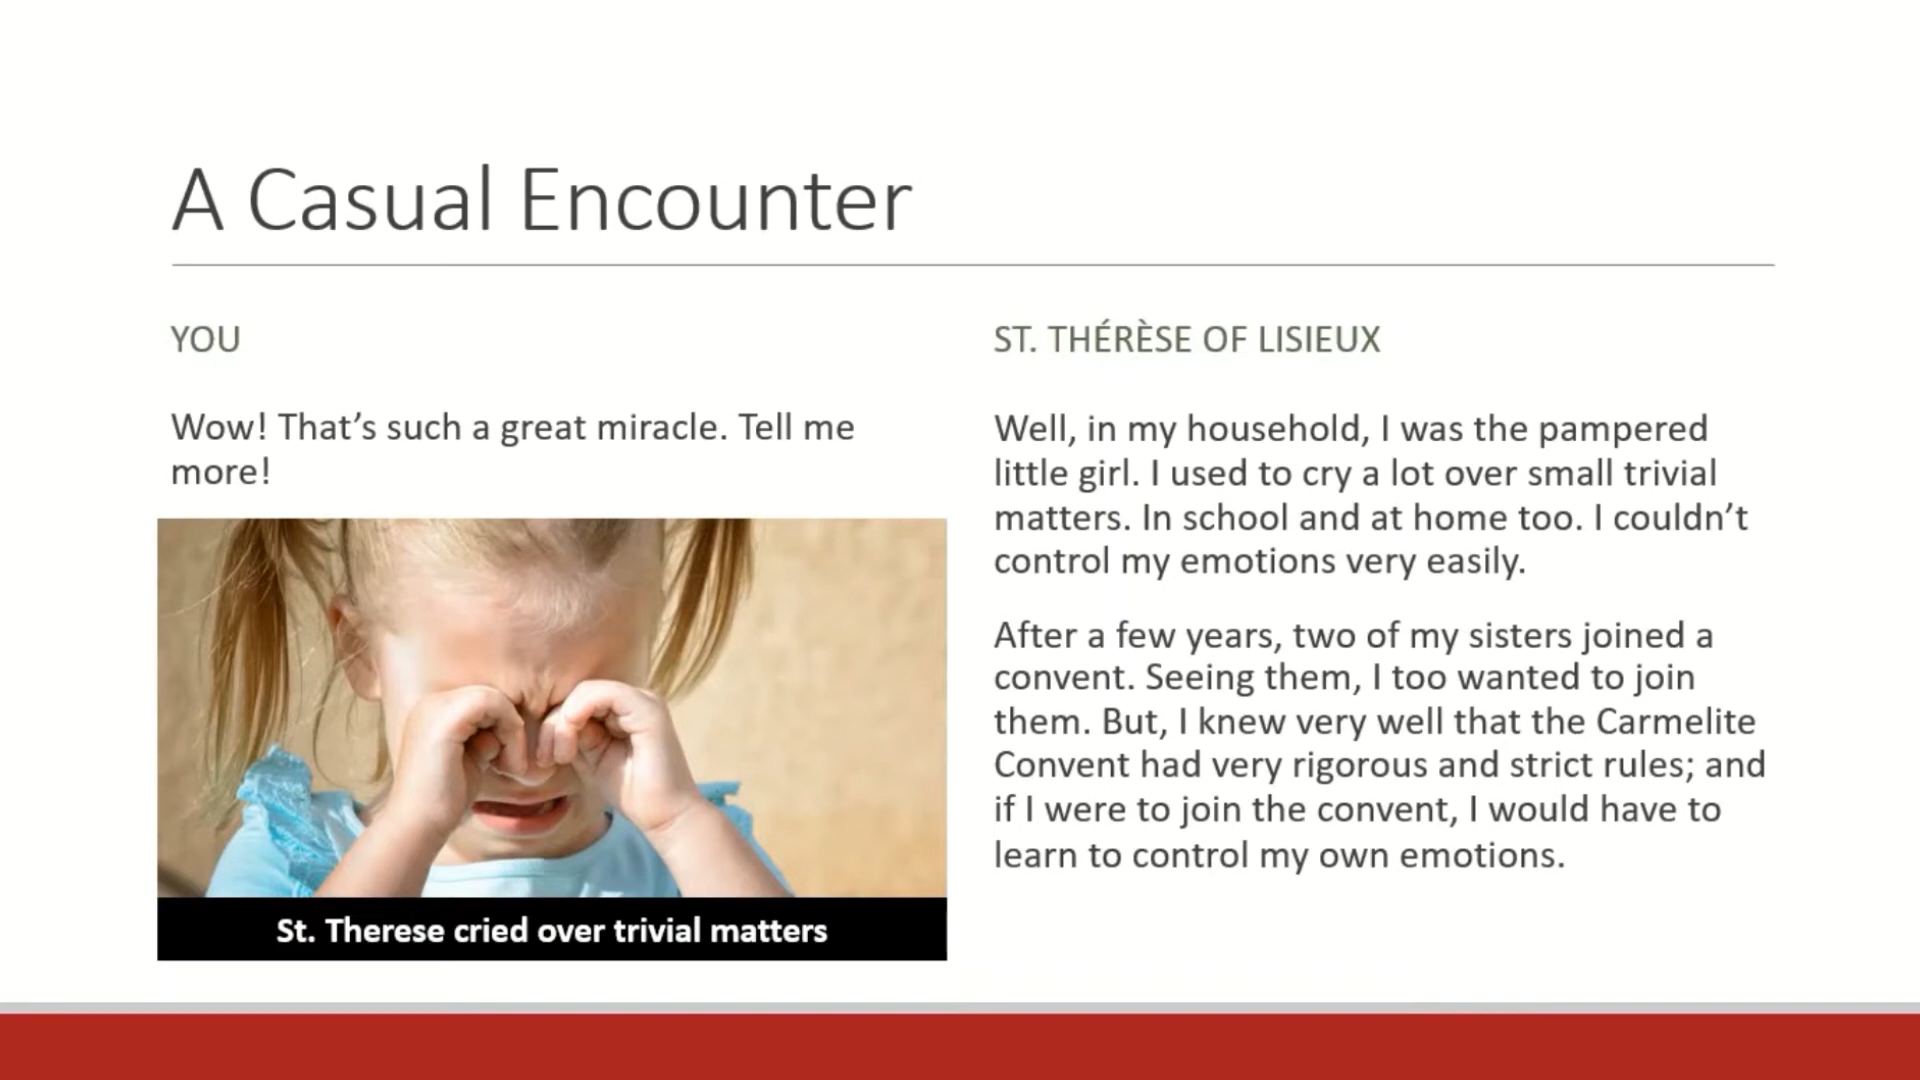 A Casual Encounter
YOU
Wow! That’s such a great miracle. Tell me
more!
St. Therese cried over trivial matters
ST. THÉRÈSE OF LISIEUX
Well, in my household, I was the pampered
little girl. I used to cry a lot over small trivial
matters. In school and at home too. I couldn’t
control my emotions very easily.
After a few years, two of my sisters joined a
convent. Seeing them, I too wanted to join
them. But, I knew very well that the Carmelite
Convent had very rigorous and strict rules; and
if I were to join the convent, I would have to
learn to control my own emotions.